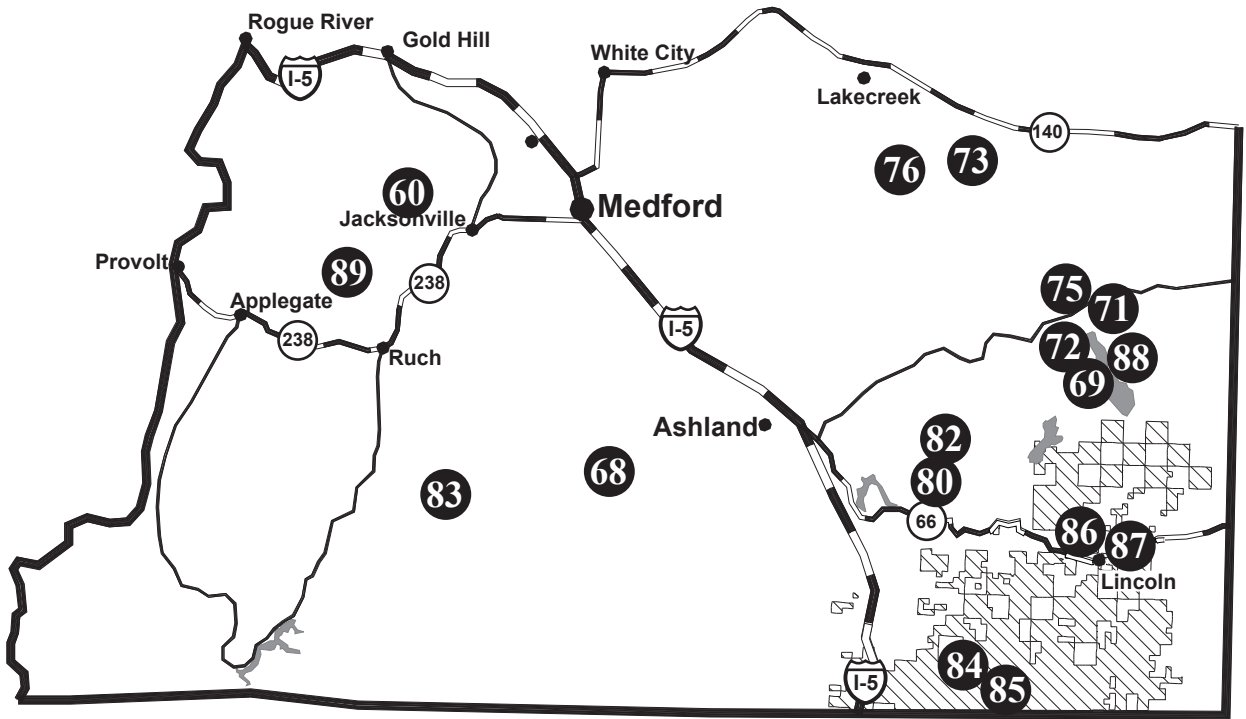 Rogue River
Gold Hill
I-5
White City
Lakecreek
140
76
73
60
Jacksonville
Medford
Provolt
89
238
Applegate
238
Ruch
I-5
75
71
72
88
69
Ashland
82
68
80
83
66
86
87
Lincoln
84
I-5
85